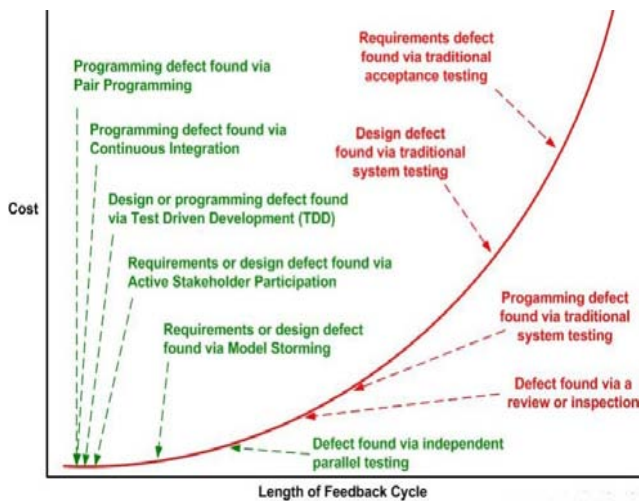 Requirements defect
found via traditional
acceptance testing
Programming defect found via
Pair Programming
Programming defect found via
Continuous Integration
Design defect
found via traditional
system testing
Design or programming defect found
via Test Driven Development (TDD)
Cost
Requirements or design defect found via
Active Stakeholder Participation
Progamming defect
found via traditional
system testing
Requirements or design defect
found via Model Storming
Defect found via a
review or inspection
Defect found via independent
parallel testing
Length of Feedback Cycle